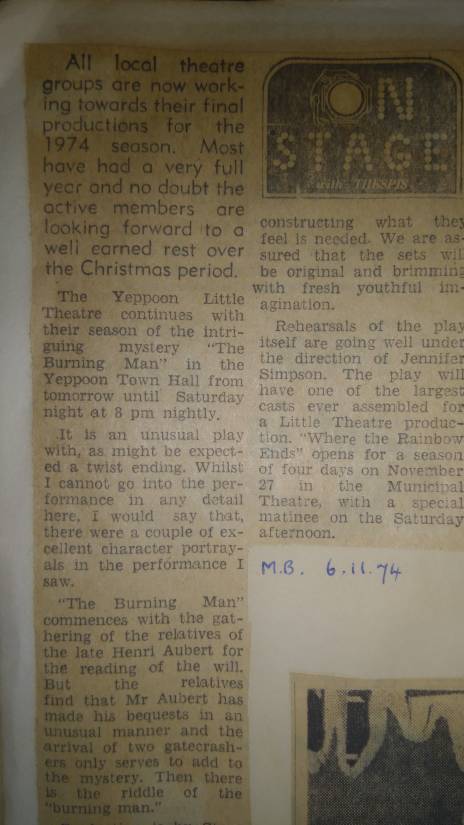 All local theatre
groups are now work-
ing towards their final
productions for the
1974 season. Most
have had a very full
year and no doubt the
active members are
looking forward to a
well earned rest over
the Christmas period.
The Yeppoon Little
Theatre continues with
their season of the intri-
guing mystery "The
Burning Man" in the
Yeppoon Town Hall from
tomorrow until Saturday
night at 8 pm nightly.
It is an unusual play
with, as might be expect-
ed a twist ending. Whilst
I cannot go into the per-
formance in any detail
here, I would say that,
there were a couple of ex-
cellent character portray-
als in the performance I
saw.
"The Burning Man"
commences with the gat-
hering of the relatives of
the late Henri Aubert for
the reading of the will.
But the relatives
find that Mr Aubert has
made his bequests in an
unusual manner and the
arrival of two gatecrash-
ers only serves to add to
the mystery. Then there
is the riddle of the
"burning man."
ON
STAGE
with THESPIS
constructing what they
feel is needed. We are as-
sured that the sets will
be original and brimming
with fresh youthful im-
agination.
Rehearsals of the play
itself are going well under
the direction of Jennifer
Simpson. The play will
have one of the largest
casts ever assembled for
a Little Theatre produc-
tion. "Where the Rainbow
Ends" opens for a season
of four days on November
27 in the Municipal
Theatre, with a special
matinee on the Saturday
afternoon.
M.B. 6.11.74